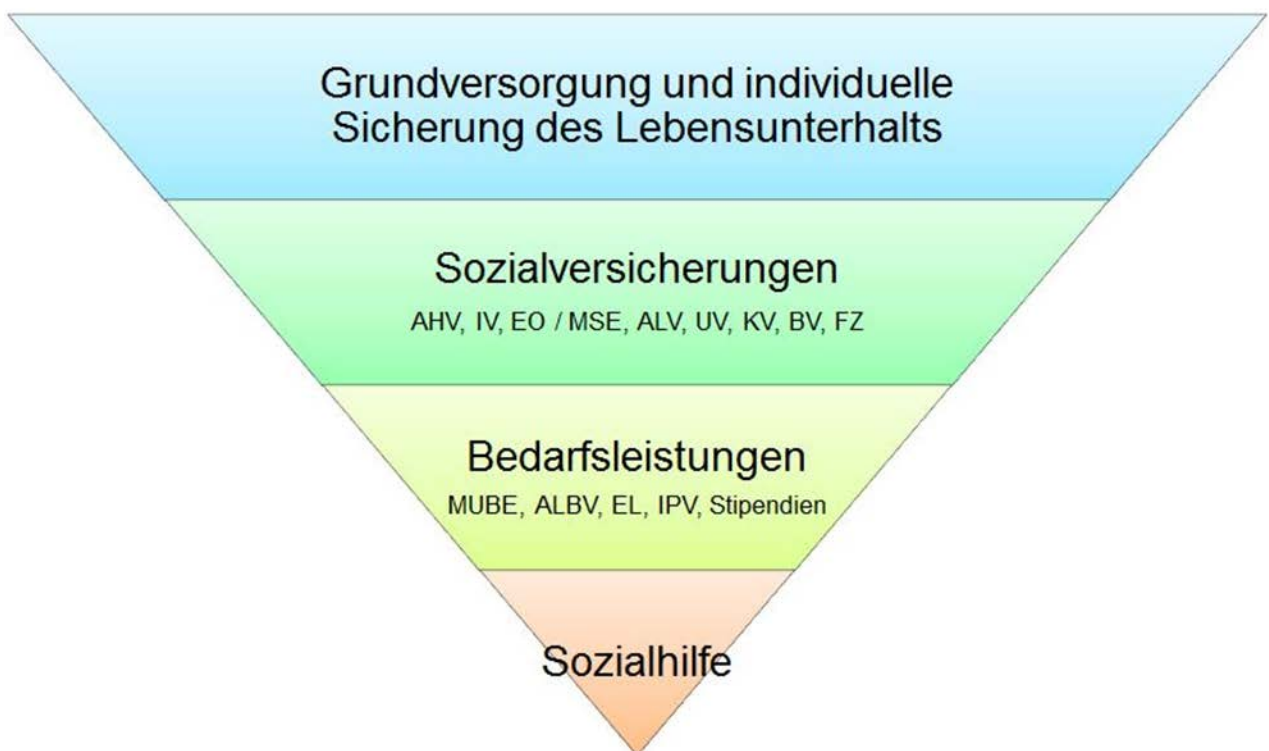 Grundversorgung und individuelle
Sicherung des Lebensunterhalts
Sozialversicherungen
AHV, IV, EO / MSE, ALV, UV, KV, BV, FZ
Bedarfsleistungen
MUBE, ALBV, EL, IPV, Stipendien
Sozialhilfe